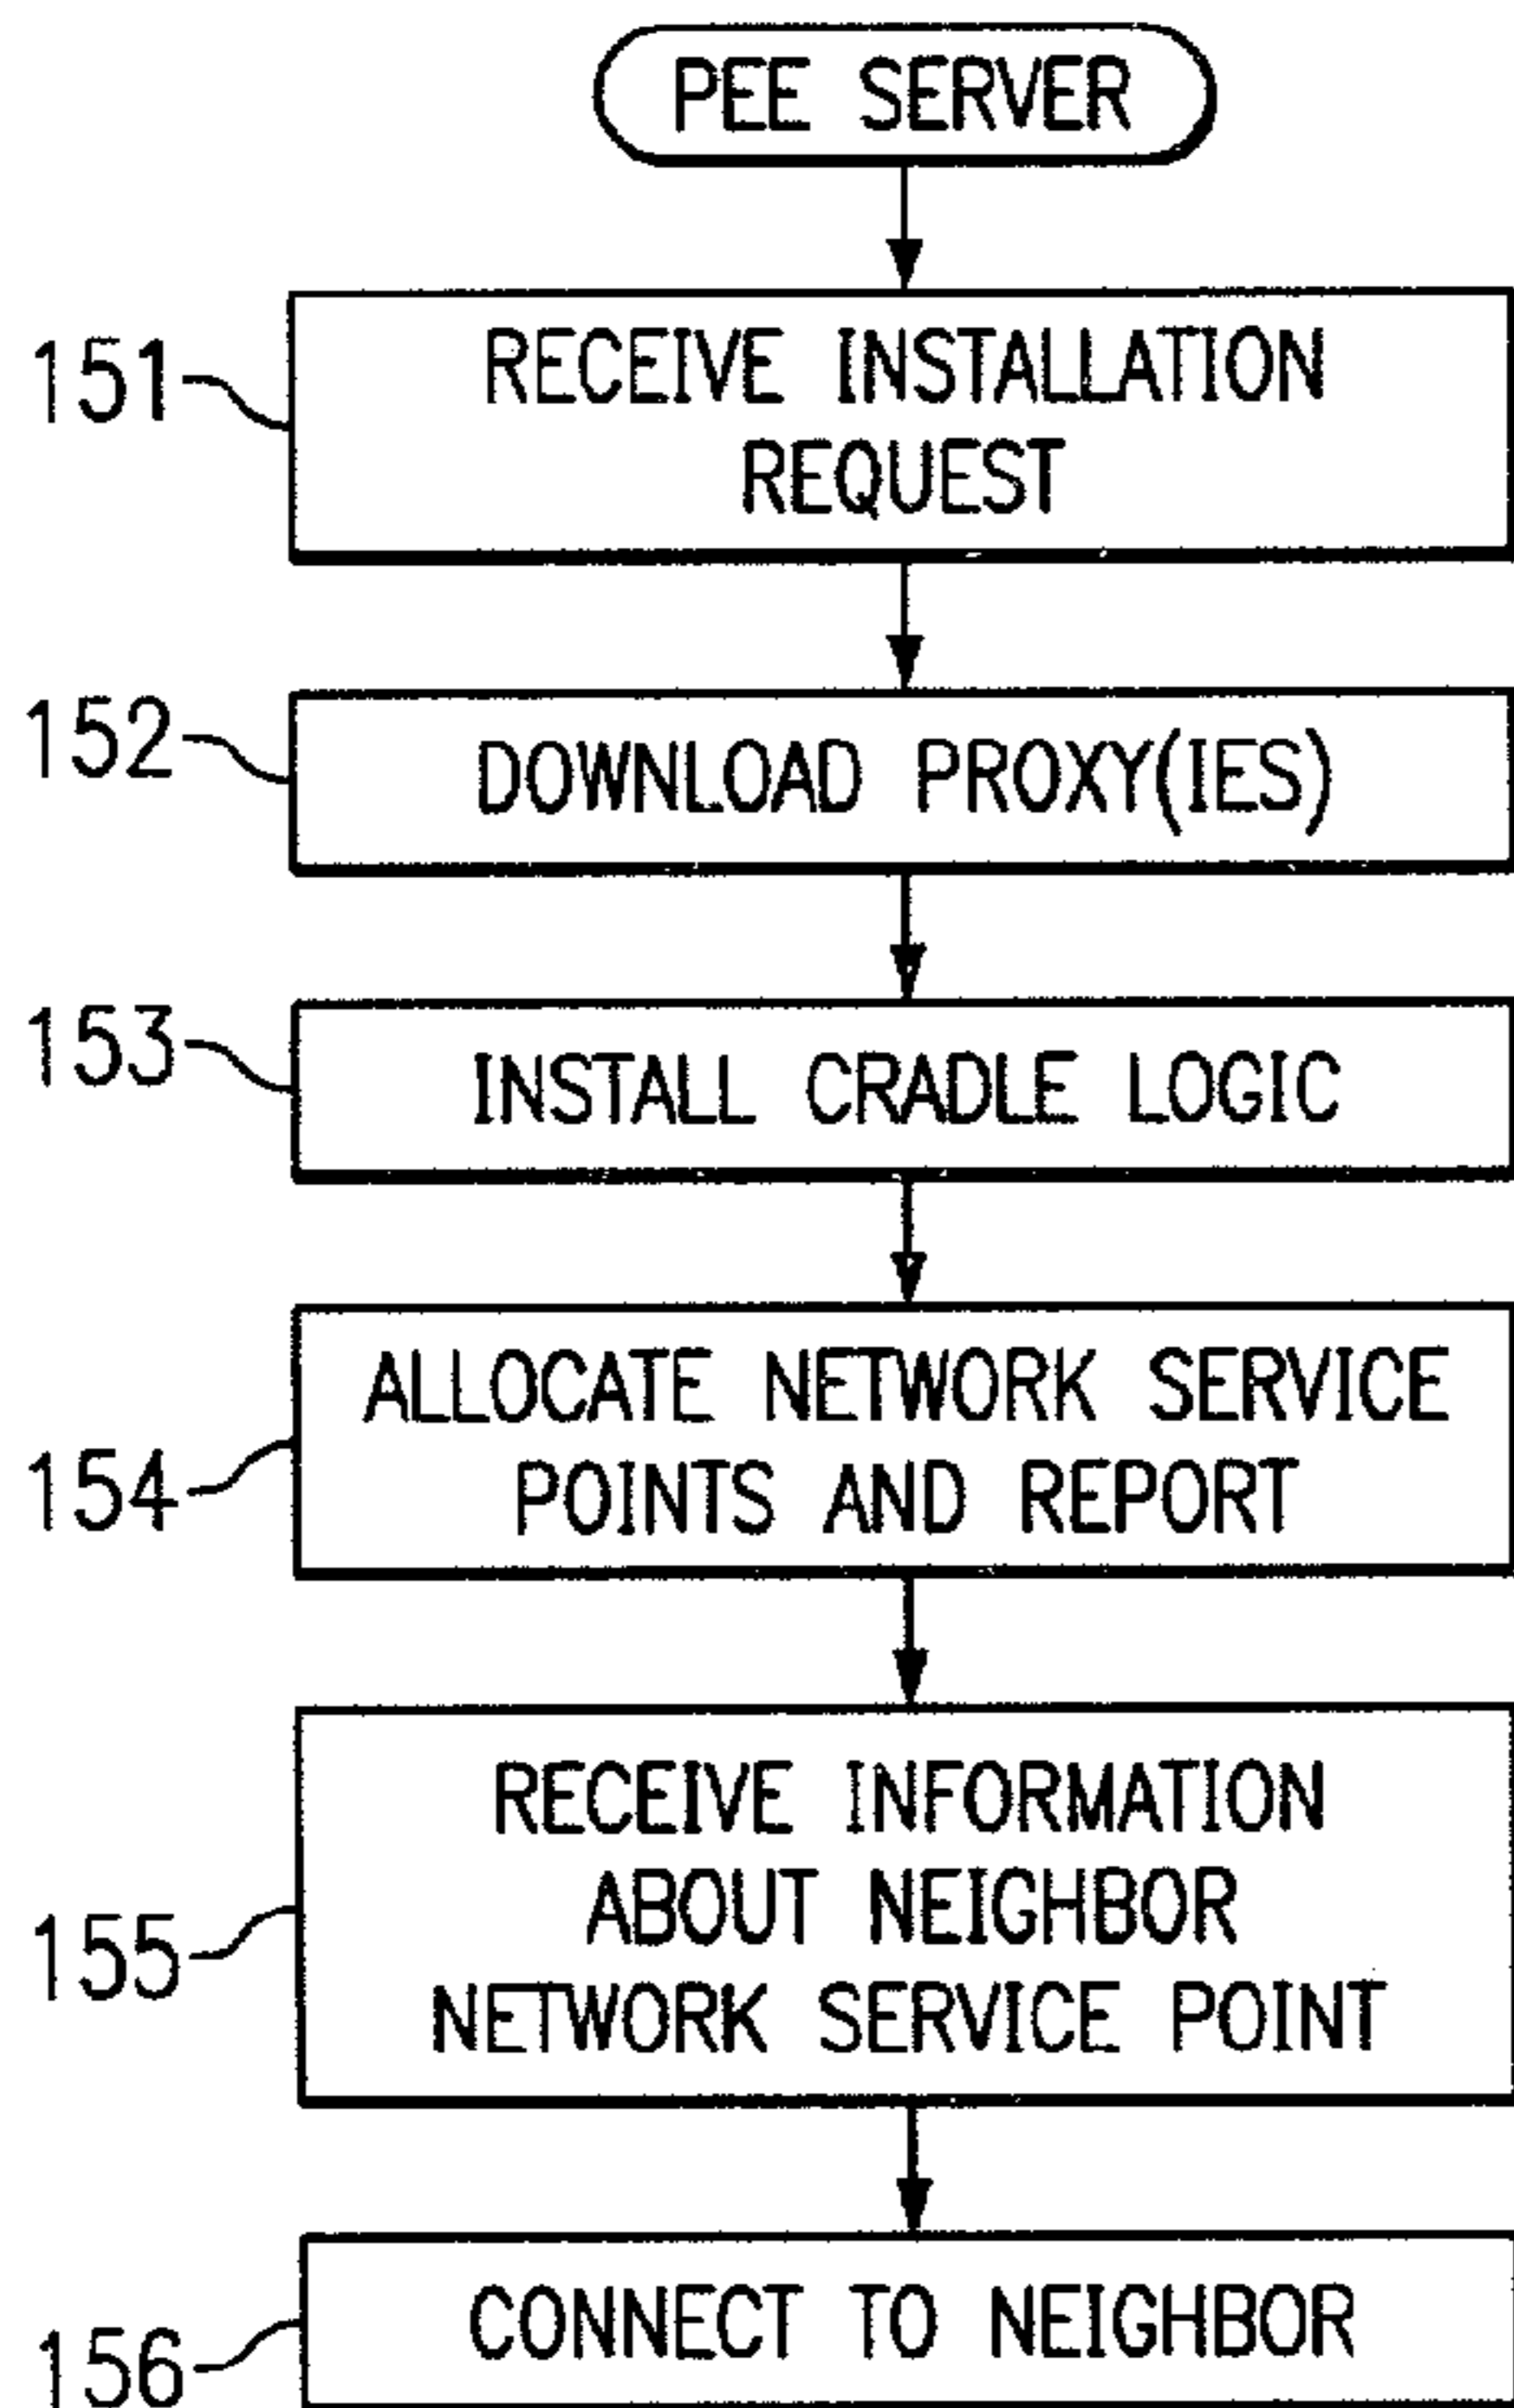 PEE SERVER
151
RECEIVE INSTALLATION
REQUEST
152
DOWNLOAD PROXY(IES)
153
INSTALL CRADLE LOGIC
154
ALLOCATE NETWORK SERVICE
POINTS AND REPORT
155
RECEIVE INFORMATION
ABOUT NEIGHBOR
NETWORK SERVICE POINT
156
CONNECT TO NEIGHBOR